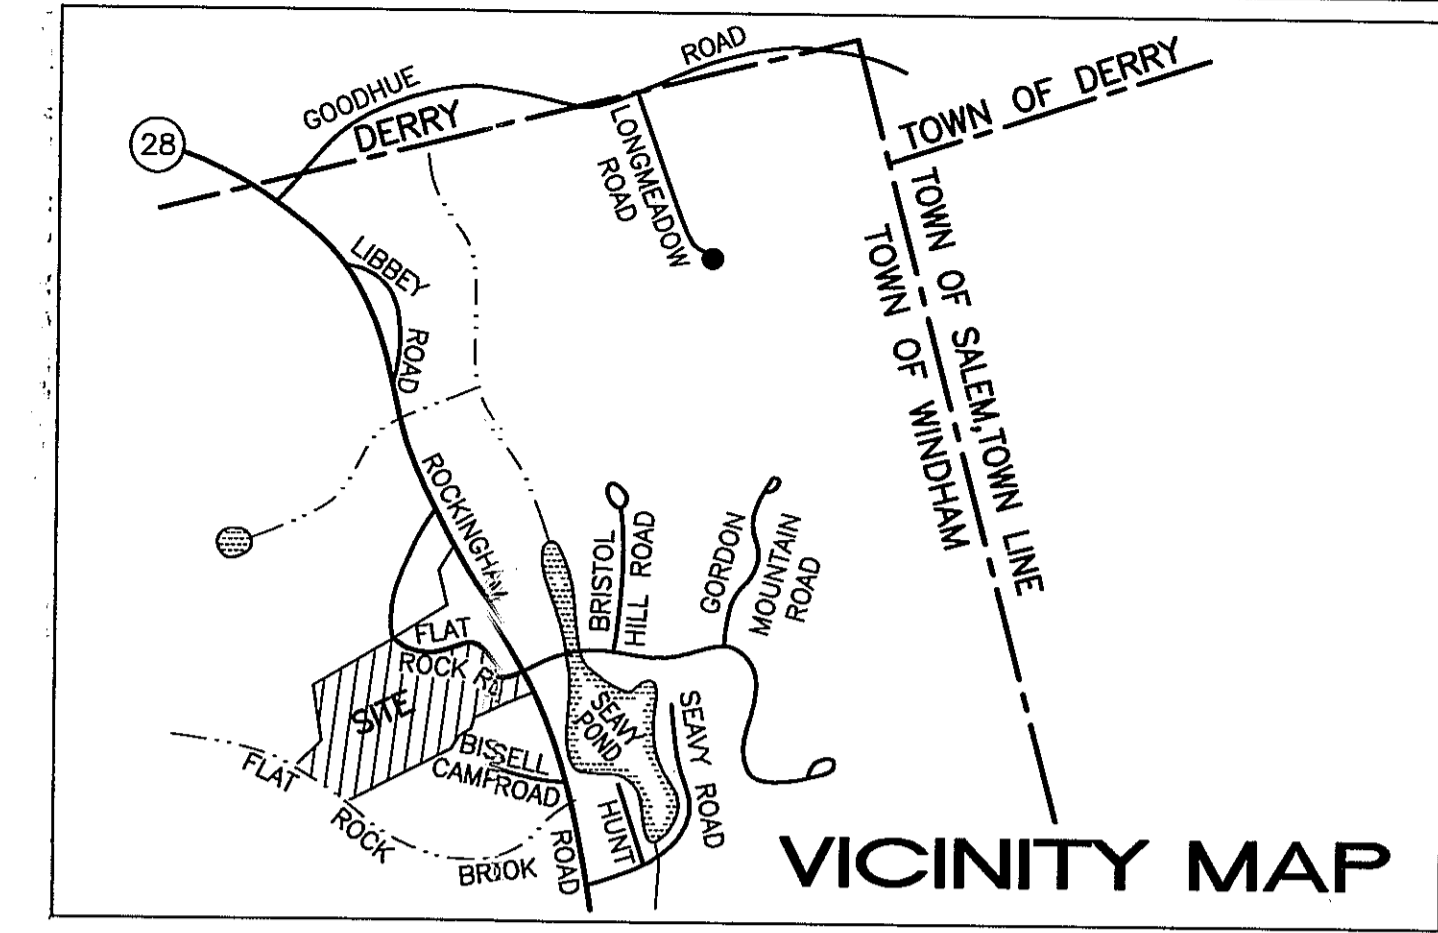 GOODHUE
ROAD
28
DERRY
TOWN OF DERRY
LONGMEADOW
ROAD
TOWN OF SALEM, TOWN LINE
TOWN OF WINDHAM
LIBBEY
ROAD
ROCKINGHAM
BRISTOL
HILL ROAD
GORDON
MOUNTAIN
ROAD
FLAT
ROCK RD
SITE
SEAVY
POND
SEAVY ROAD
BISSELL
CAMP ROAD
FLAT
ROCK
BROOK
HUNT
ROAD
VICINITY MAP